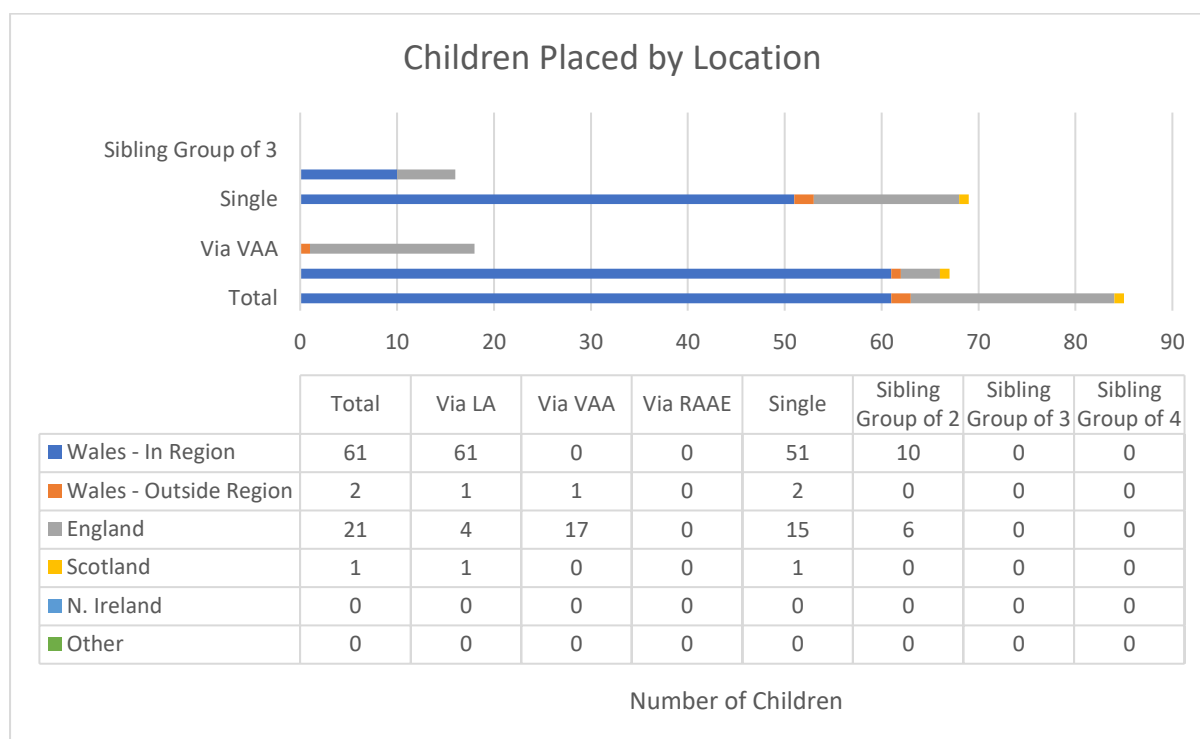 Children Placed by Location
Sibling Group of 3
Single
Via VAA
Total
0 10 20 30 40 50 60 70 80 90
Total Via LA Via VAA Via RAAE Single Sibling Group of 2 Sibling Group of 3 Sibling Group of 4
Wales - In Region 61 61 0 0 51 10 0 0
Wales - Outside Region 2 1 1 0 2 0 0 0
England 21 4 17 0 15 6 0 0
Scotland 1 1 0 0 1 0 0 0
N. Ireland 0 0 0 0 0 0 0 0
Other 0 0 0 0 0 0 0 0
Number of Children